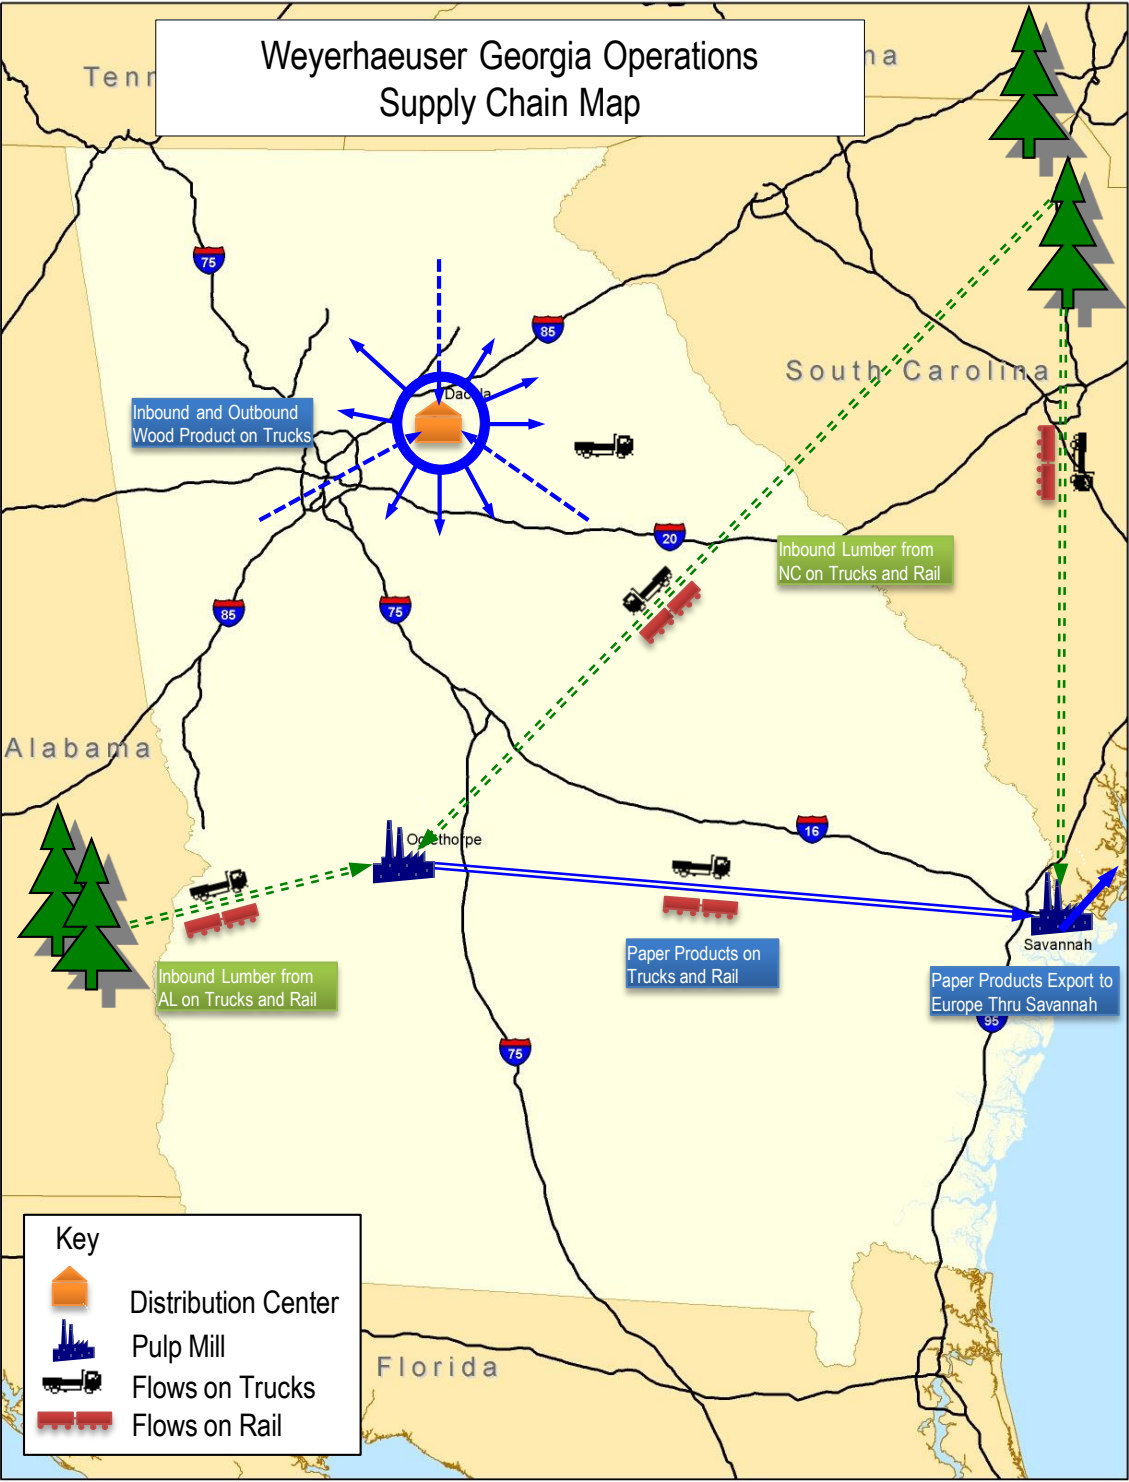 Weyerhaeuser Georgia Operations
Supply Chain Map
Tenn
na
75
85
South Carolina
Inbound and Outbound
Wood Product on Trucks
20
Inbound Lumber from
NC on Trucks and Rail
85
75
Alabama
16
Savannah
Paper Products on
Trucks and Rail
Inbound Lumber from
AL on Trucks and Rail
Paper Products Export to
Europe Thru Savannah
95
75
Key
Distribution Center
Pulp Mill
Flows on Trucks
Flows on Rail
Florida